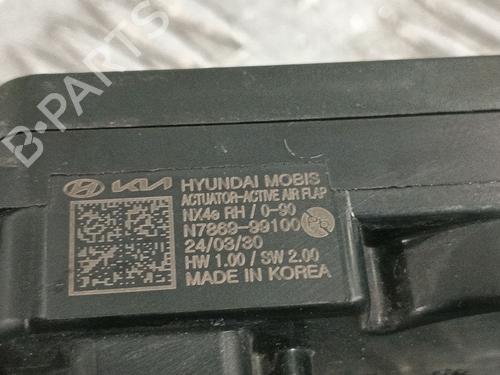 B-PARTS
KIA HYUNDAI MOBIS
ACTUATOR-ACTIVE AIR FLAP
NX4e RH / 0-90
N7869-99100
24/03/30
HW 1.00 / SW 2.00
MADE IN KOREA